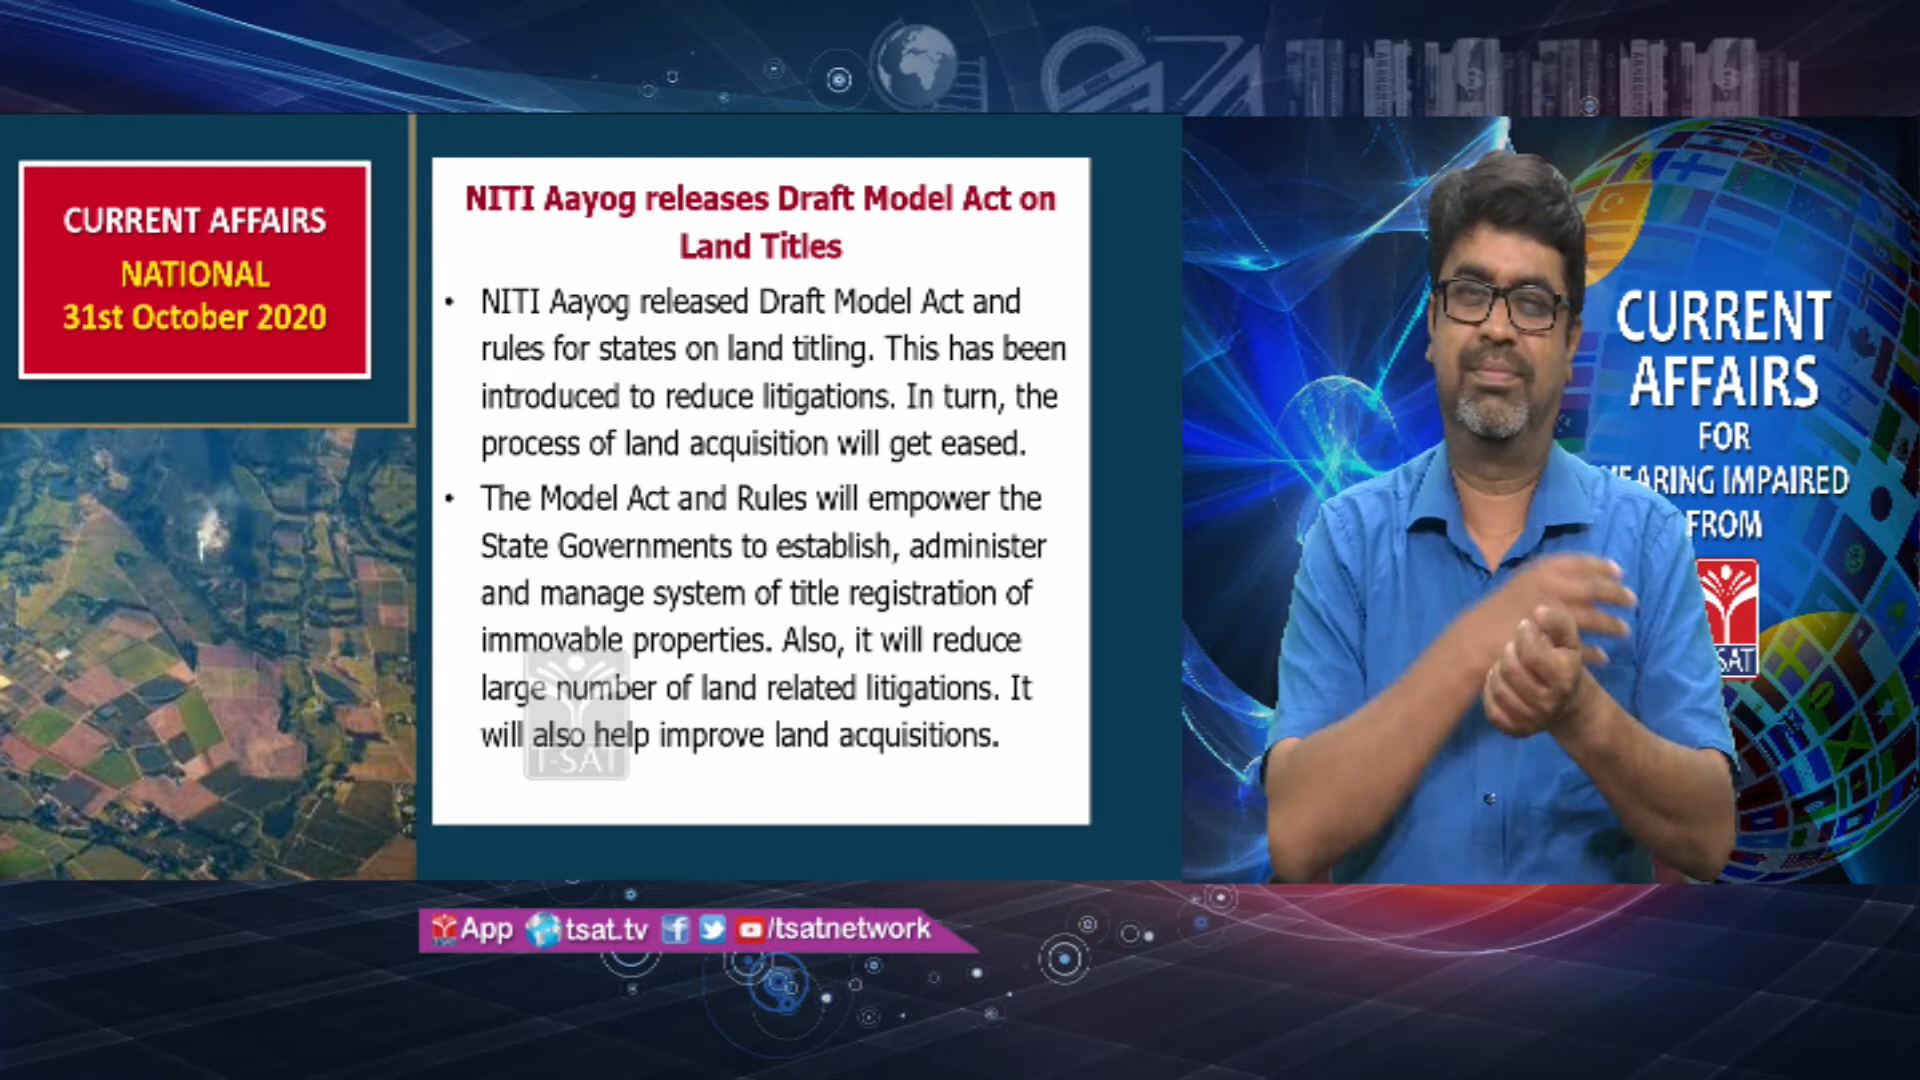 CURRENT AFFAIRS
NATIONAL
31st October 2020
NITI Aayog releases Draft Model Act on
Land Titles
• NITI Aayog released Draft Model Act and
rules for states on land titling. This has been
introduced to reduce litigations. In turn, the
process of land acquisition will get eased.
• The Model Act and Rules will empower the
State Governments to establish, administer
and manage system of title registration of
immovable properties. Also, it will reduce
large number of land related litigations. It
will also help improve land acquisitions.
T-SAT
CURRENT
AFFAIRS
FOR
EARING IMPAIRED
FROM
SAT
App tsat.tv /tsatnetwork